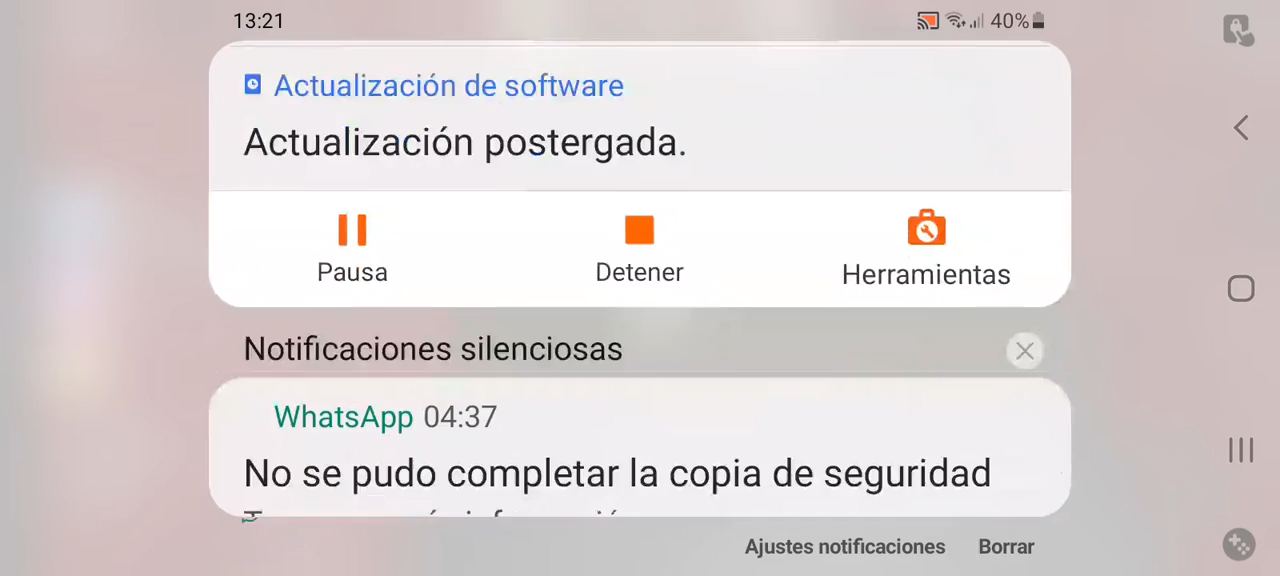 13:21
40%
Actualización de software
Actualización postergada.
Pausa
Detener
Herramientas
Notificaciones silenciosas
WhatsApp 04:37
No se pudo completar la copia de seguridad
Ajustes notificaciones
Borrar